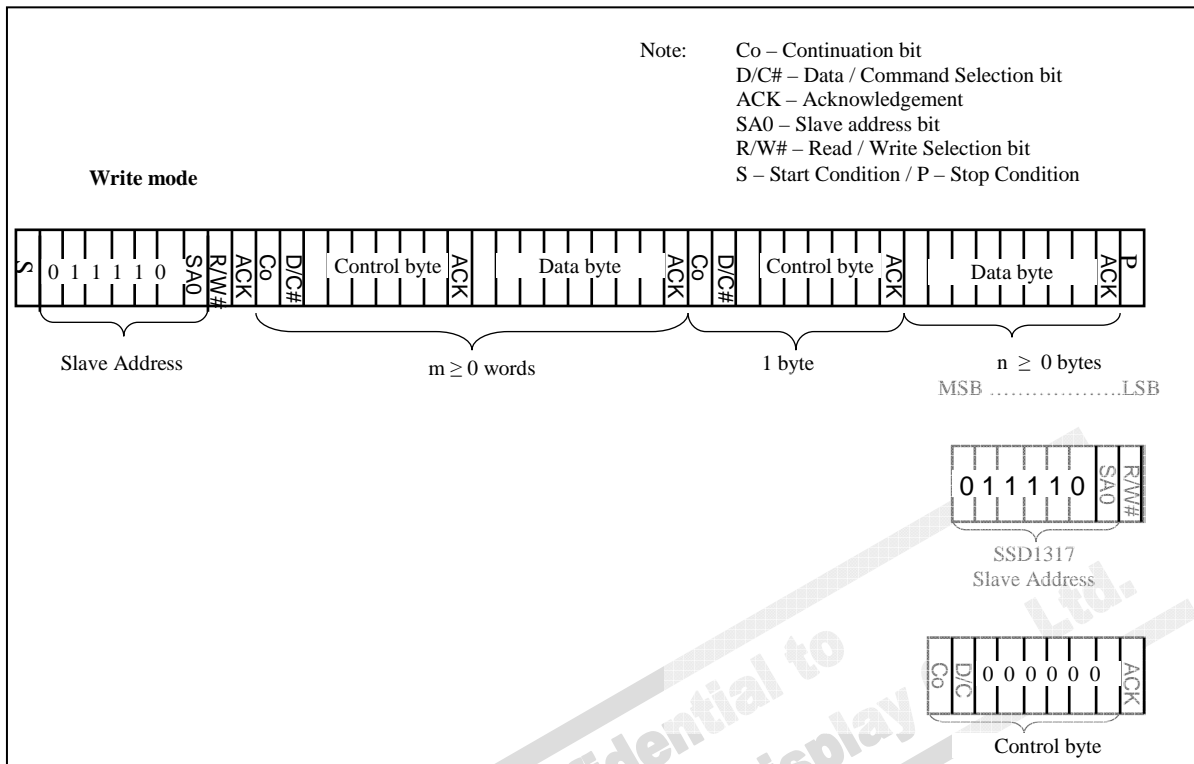 Note: Co – Continuation bit
D/C# – Data / Command Selection bit
ACK – Acknowledgement
SA0 – Slave address bit
R/W# – Read / Write Selection bit
S – Start Condition / P – Stop Condition
Write mode
S 0 1 1 1 1 0 SA0 R/W# ACK Co D/C# Control byte ACK Data byte ACK Co D/C# Control byte ACK Data byte ACK P
Slave Address m ≥ 0 words 1 byte n ≥ 0 bytes
MSB ....................LSB
0 1 1 1 1 0 SA0 R/W#
SSD1317
Slave Address
Co D/C 0 0 0 0 0 0 ACK
Control byte
idential to
isplay Ltd.